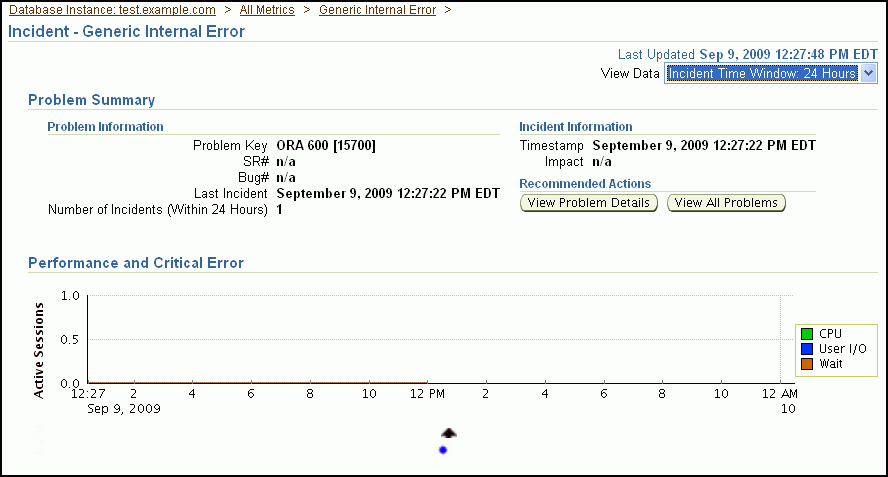 Database Instance: test.example.com > All Metrics > Generic Internal Error >
Incident - Generic Internal Error
Last Updated Sep 9, 2009 12:27:48 PM EDT
View Data Incident Time Window: 24 Hours
Problem Summary
Problem Information
Problem Key ORA 600 [15700]
SR# n/a
Bug# n/a
Last Incident September 9, 2009 12:27:22 PM EDT
Number of Incidents (Within 24 Hours) 1
Incident Information
Timestamp September 9, 2009 12:27:22 PM EDT
Impact n/a
Recommended Actions
View Problem Details View All Problems
Performance and Critical Error
Active Sessions
1.0
0.5
0.0
12:27 2 4 6 8 10 12 PM 2 4 6 8 10 12 AM
Sep 9, 2009 10
CPU
User I/O
Wait